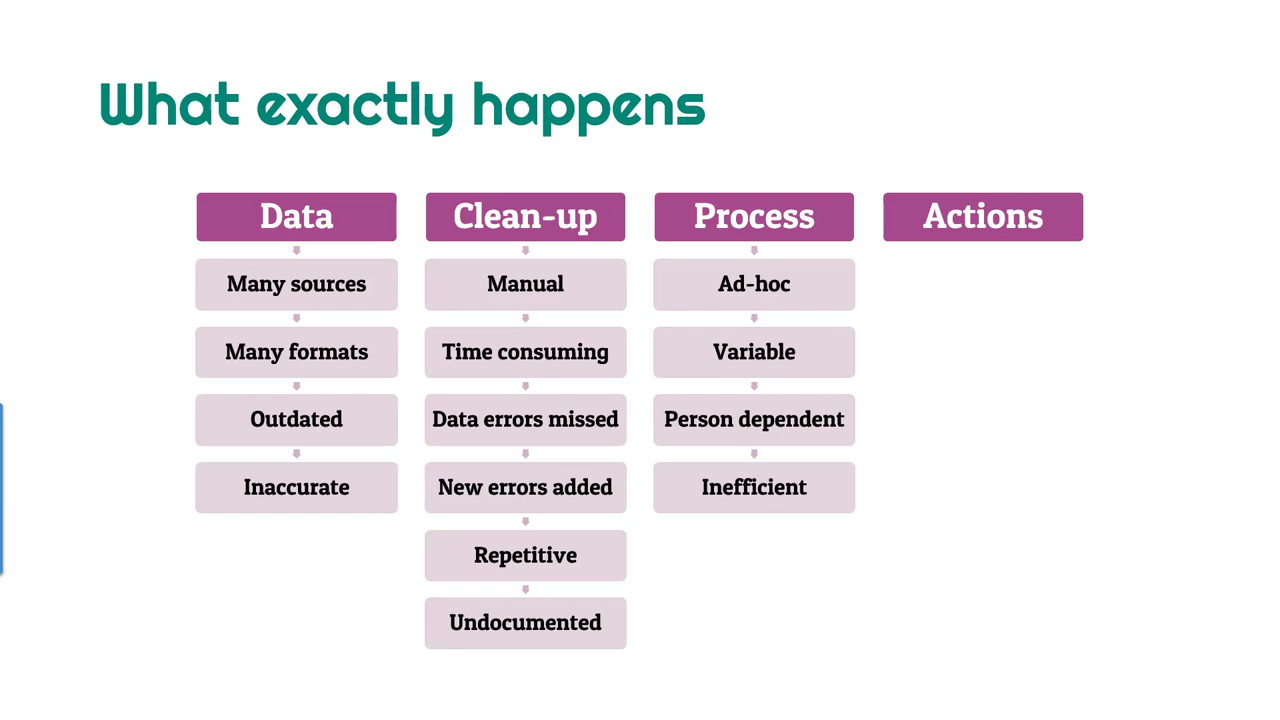 What exactly happens
Data
Many sources
Many formats
Outdated
Inaccurate
Clean-up
Manual
Time consuming
Data errors missed
New errors added
Repetitive
Undocumented
Process
Ad-hoc
Variable
Person dependent
Inefficient
Actions